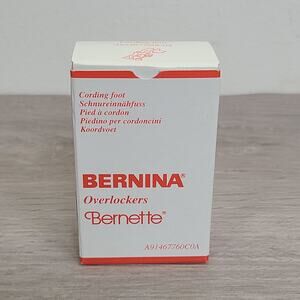 Cording foot
Schnureinnähfuss
Pied à cordon
Piedino per cordoncini
Koordvoet
BERNINA®
Overlockers
Bernette®
A91467760C0A